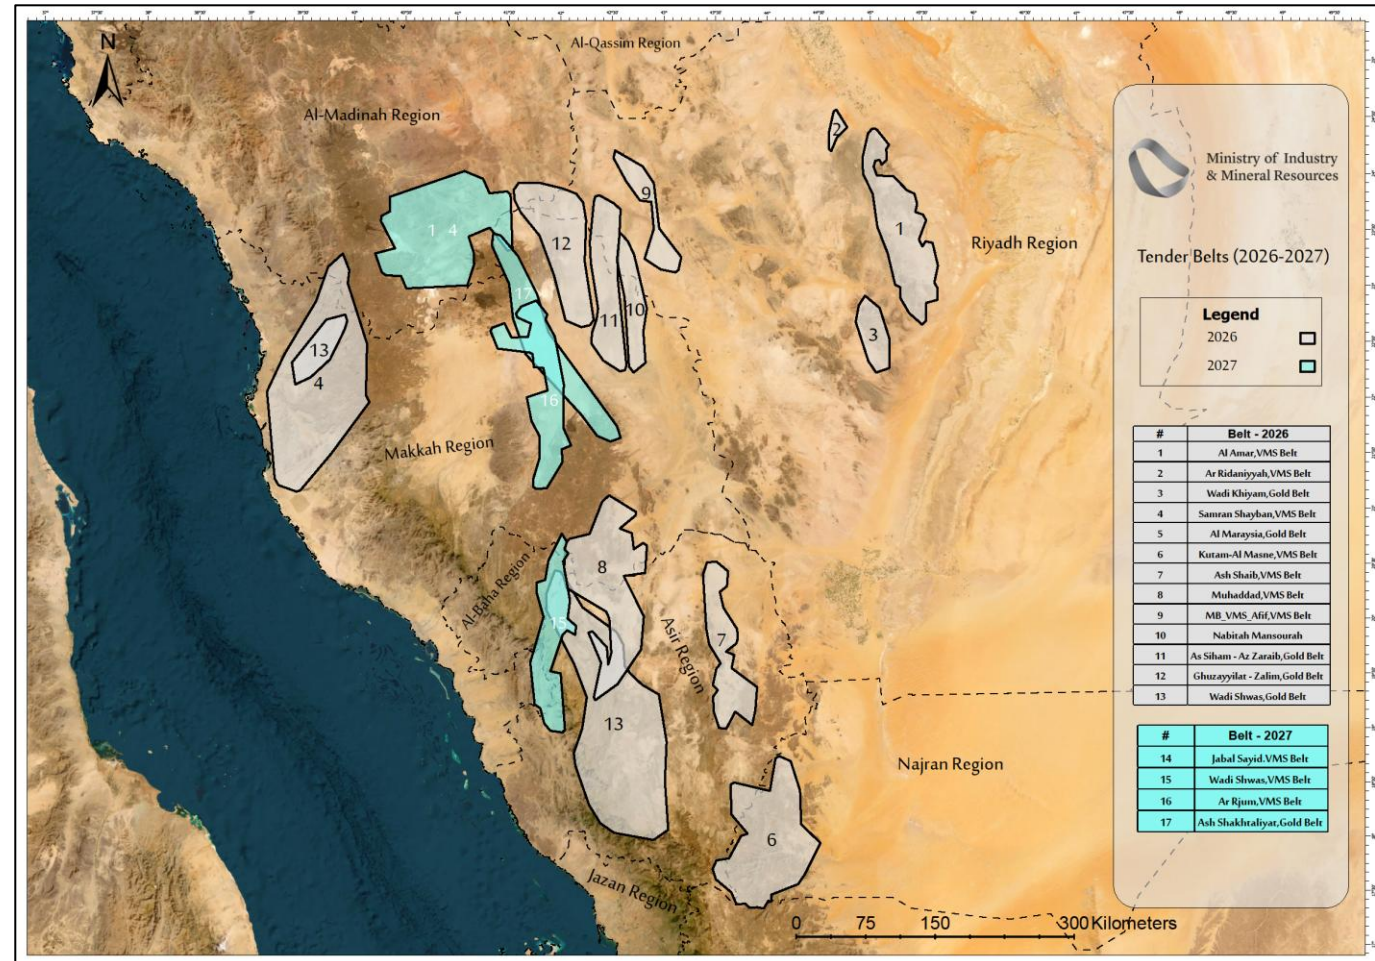 N
Al-Qassim Region
Al-Madinah Region
2
9
1
1 4
12
Riyadh Region
17
11
10
3
13
4
16
Makkah Region
8
Al-Baha Region
15
Asir Region
7
13
Najran Region
6
Jazan Region
0 75 150 300 Kilometers
Ministry of Industry
& Mineral Resources
Tender Belts (2026-2027)
Legend
2026
2027
# Belt - 2026
1 Al Amar,VMS Belt
2 Ar Ridaniyyah,VMS Belt
3 Wadi Khiyam,Gold Belt
4 Samran Shayban,VMS Belt
5 Al Maraysia,Gold Belt
6 Kutam-Al Masne,VMS Belt
7 Ash Shaib,VMS Belt
8 Muhaddad,VMS Belt
9 MB_VMS_Afif,VMS Belt
10 Nabitah Mansourah
11 As Siham - Az Zaraib,Gold Belt
12 Ghuzayyilat - Zalim,Gold Belt
13 Wadi Shwas,Gold Belt
# Belt - 2027
14 Jabal Sayid.VMS Belt
15 Wadi Shwas,VMS Belt
16 Ar Rjum,VMS Belt
17 Ash Shakhtaliyat,Gold Belt